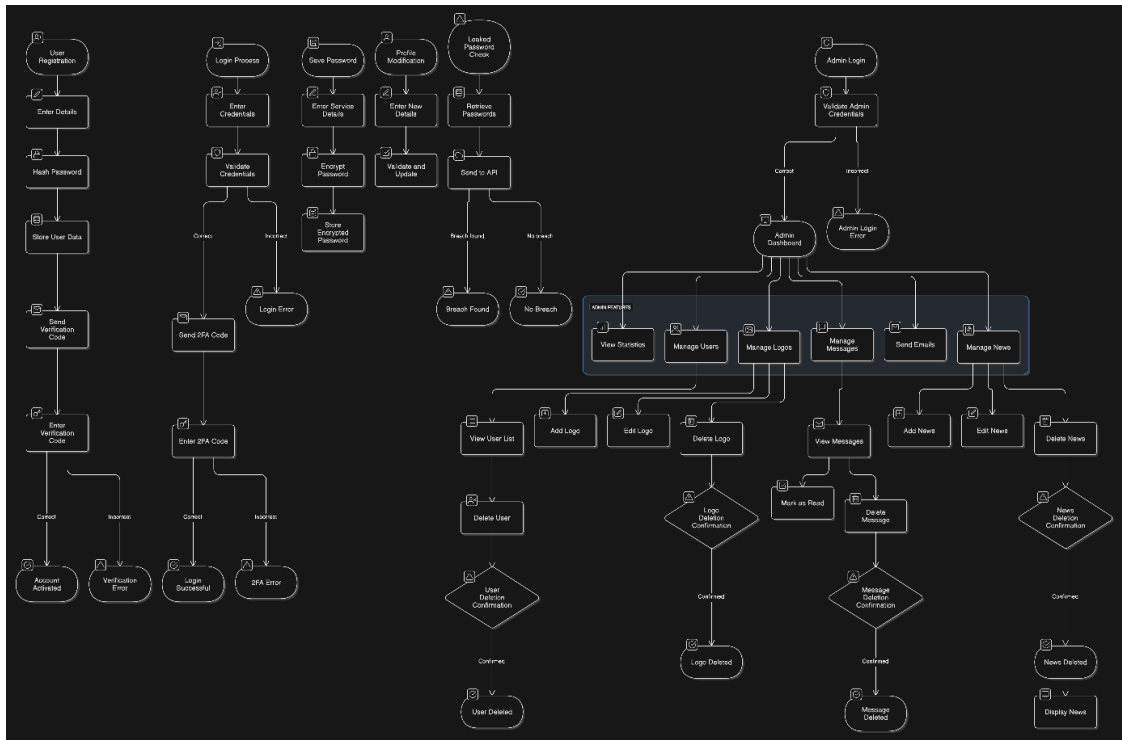 User
Registration
Enter Details
Hash Password
Store User Data
Send
Verification
Code
Enter
Verification
Code
Correct
Incorrect
Account
Activated
Verification
Error
Login Process
Enter
Credentials
Validate
Credentials
Correct
Incorrect
Login Error
Send 2FA Code
Enter 2FA Code
Correct
Incorrect
Login
Successful
2FA Error
Save Password
Enter Service
Details
Encrypt
Password
Store
Encrypted
Password
Profile
Modification
Enter New
Details
Validate and
Update
Leaked
Password
Check
Retrieve
Passwords
Send to API
Breach found
No breach
Breach Found
No Breach
Admin Login
Validate Admin
Credentials
Correct
Incorrect
Admin Login
Error
Admin
Dashboard
ADMIN FEATURES
View Statistics
Manage Users
Manage Logos
Manage
Messages
Send Emails
Manage News
View User List
Delete User
User
Deletion
Confirmation
Confirmed
User Deleted
Add Logo
Edit Logo
Delete Logo
Logo
Deletion
Confirmation
Confirmed
Logo Deleted
View Messages
Mark as Read
Delete
Message
Message
Deletion
Confirmation
Confirmed
Message
Deleted
Add News
Edit News
Delete News
News
Deletion
Confirmation
Confirmed
News Deleted
Display News